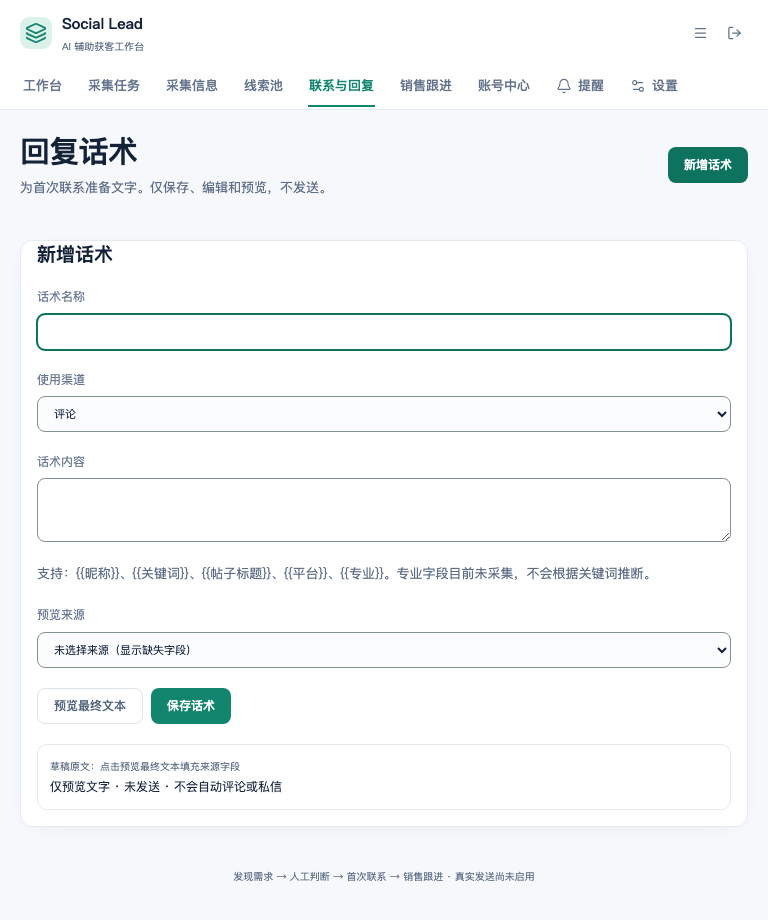 Social Lead
AI 辅助获客工作台
工作台 采集任务 采集信息 线索池 联系与回复 销售跟进 账号中心 提醒 设置
回复话术
为首次联系准备文字。仅保存、编辑和预览，不发送。
新增话术
新增话术
话术名称
使用渠道
评论
话术内容
支持：{{昵称}}、{{关键词}}、{{帖子标题}}、{{平台}}、{{专业}}。专业字段目前未采集，不会根据关键词推断。
预览来源
未选择来源（显示缺失字段）
预览最终文本 保存话术
草稿原文：点击预览最终文本填充来源字段
仅预览文字 · 未发送 · 不会自动评论或私信
发现需求 → 人工判断 → 首次联系 → 销售跟进 · 真实发送尚未启用